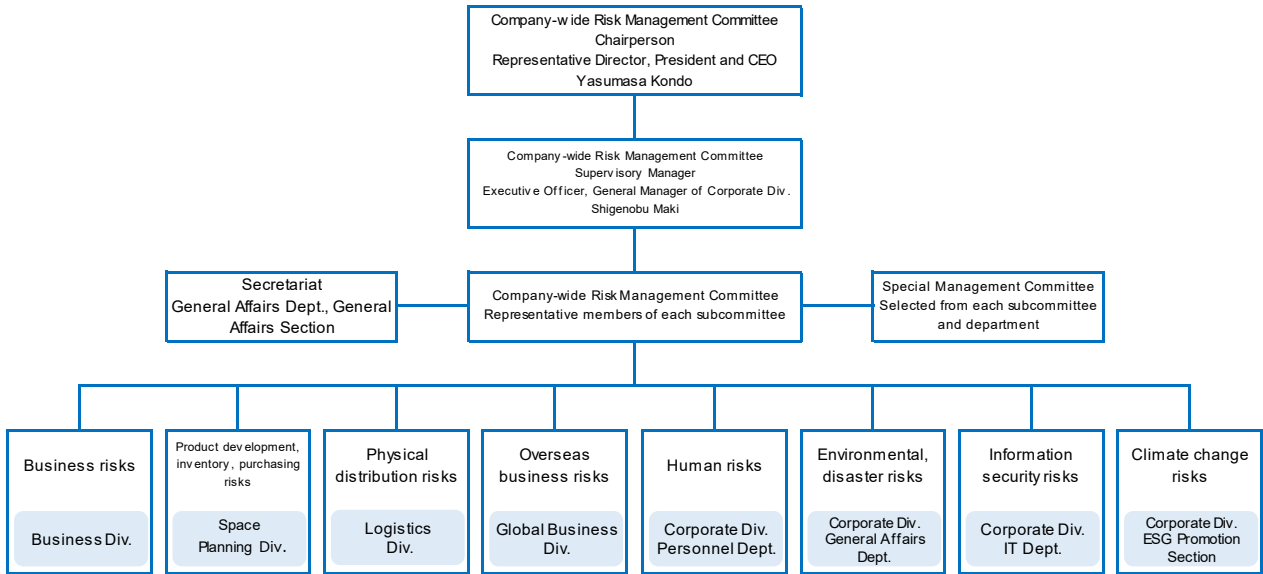 Company-wide Risk Management Committee
Chairperson
Representative Director, President and CEO
Yasumasa Kondo
Company-wide Risk Management Committee
Supervisory Manager
Executive Officer, General Manager of Corporate Div.
Shigenobu Maki
Secretariat
General Affairs Dept., General
Affairs Section
Company-wide Risk Management Committee
Representative members of each subcommittee
Special Management Committee
Selected from each subcommittee
and department
Business risks
Business Div.
Product development,
inventory, purchasing
risks
Space
Planning Div.
Physical
distribution risks
Logistics
Div.
Overseas
business risks
Global Business
Div.
Human risks
Corporate Div.
Personnel Dept.
Environmental,
disaster risks
Corporate Div.
General Affairs
Dept.
Information
security risks
Corporate Div.
IT Dept.
Climate change
risks
Corporate Div.
ESG Promotion
Section